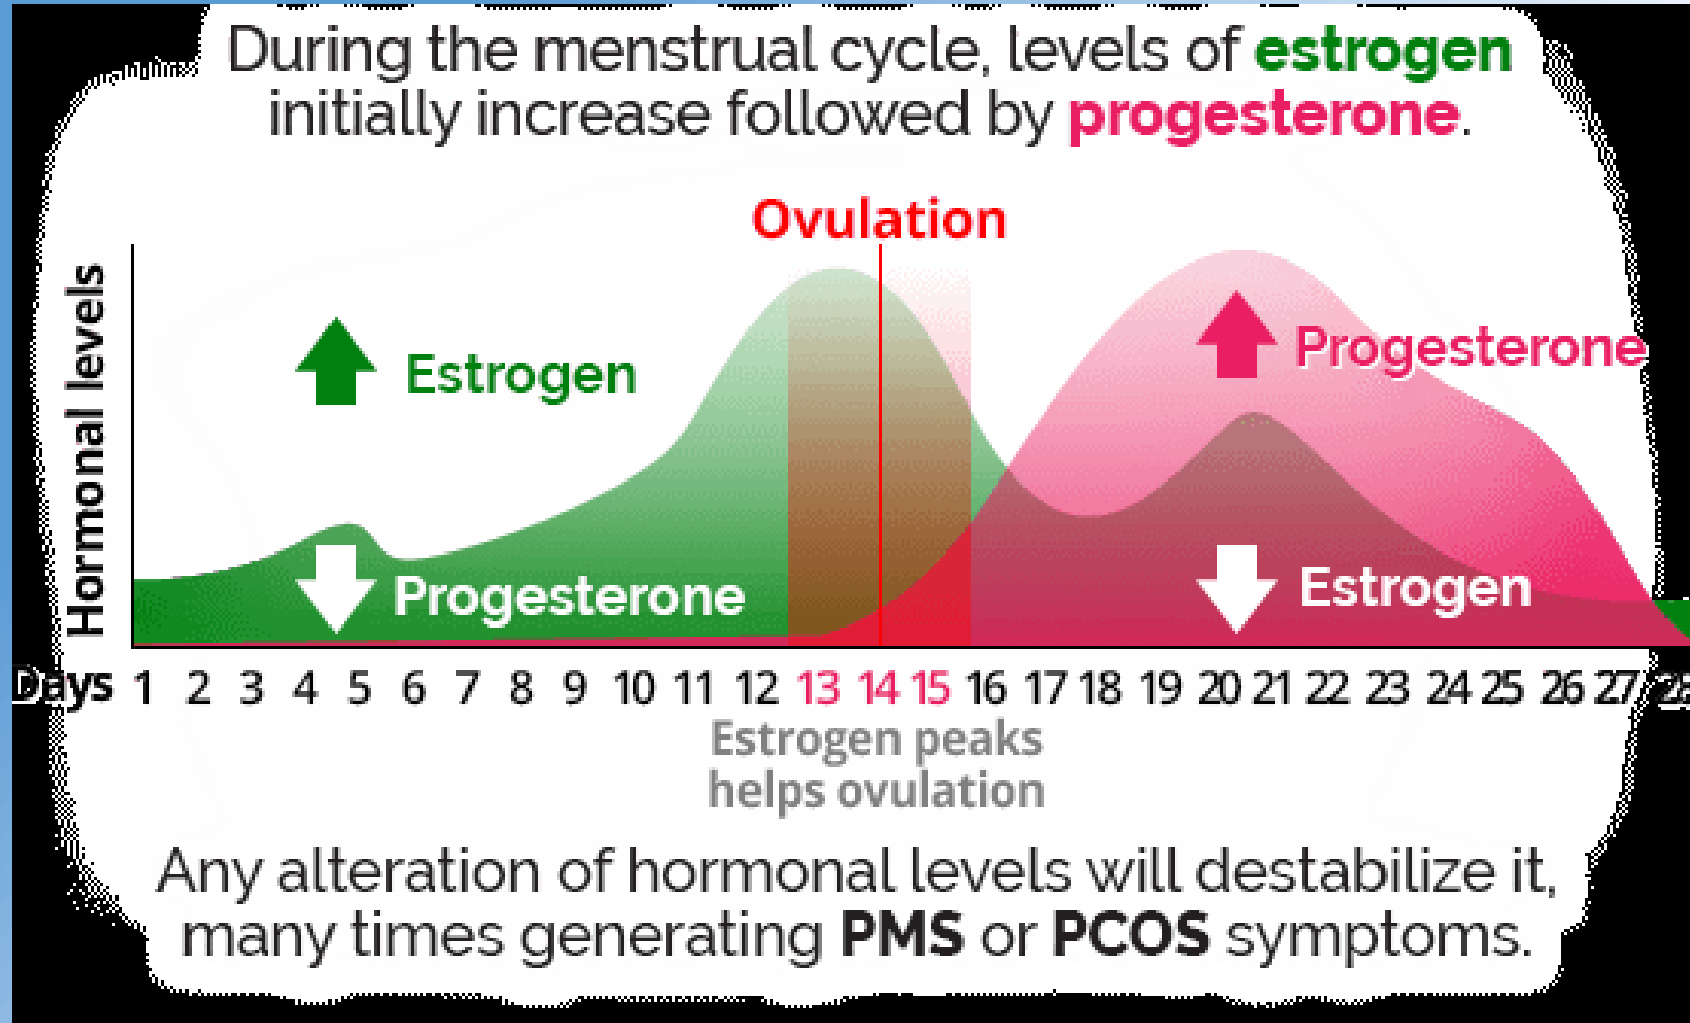 During the menstrual cycle, levels of estrogen
initially increase followed by progesterone.
Ovulation
Hormonal levels
Estrogen
Progesterone
Progesterone
Estrogen
Days 1 2 3 4 5 6 7 8 9 10 11 12 13 14 15 16 17 18 19 20 21 22 23 24 25 26 27
Estrogen peaks
helps ovulation
Any alteration of hormonal levels will destabilize it,
many times generating PMS or PCOS symptoms.